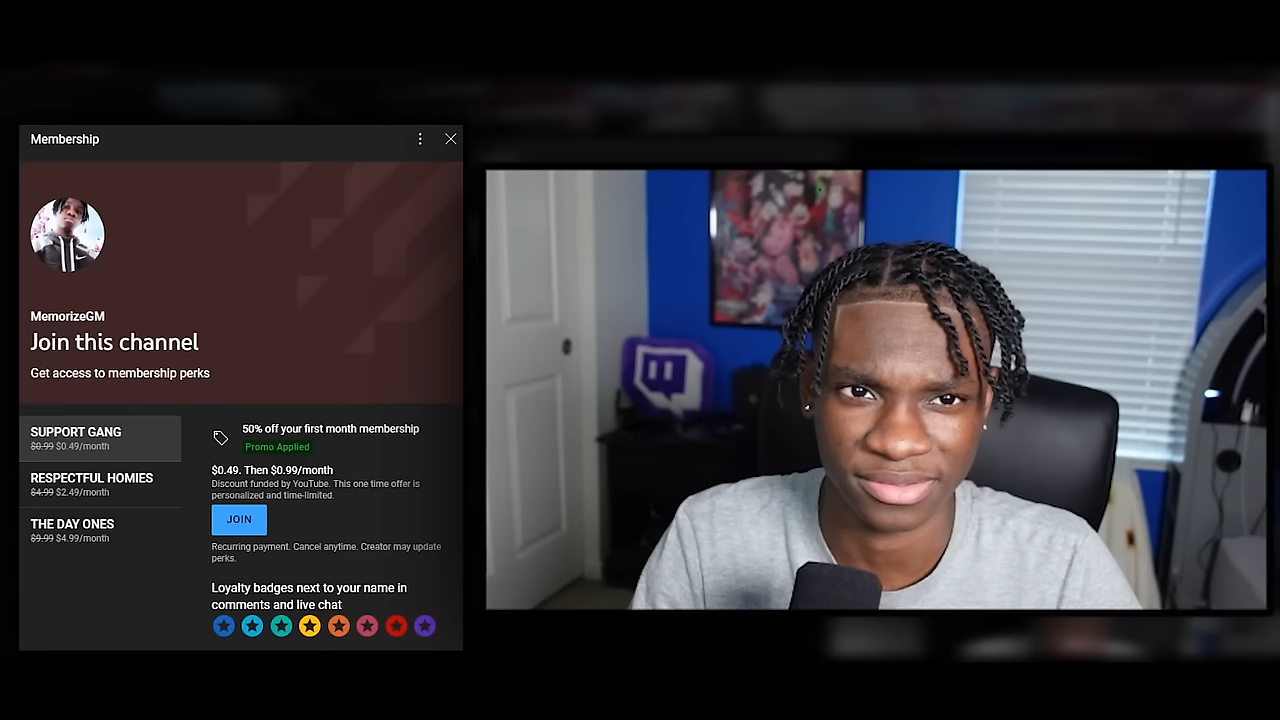 Membership
MemorizeGM
Join this channel
Get access to membership perks
SUPPORT GANG
$0.99 $0.49/month
RESPECTFUL HOMIES
$4.99 $2.49/month
THE DAY ONES
$9.99 $4.99/month
50% off your first month membership
Promo Applied
$0.49. Then $0.99/month
Discount funded by YouTube. This one time offer is
personalized and time-limited.
JOIN
Recurring payment. Cancel anytime. Creator may update
perks.
Loyalty badges next to your name in
comments and live chat